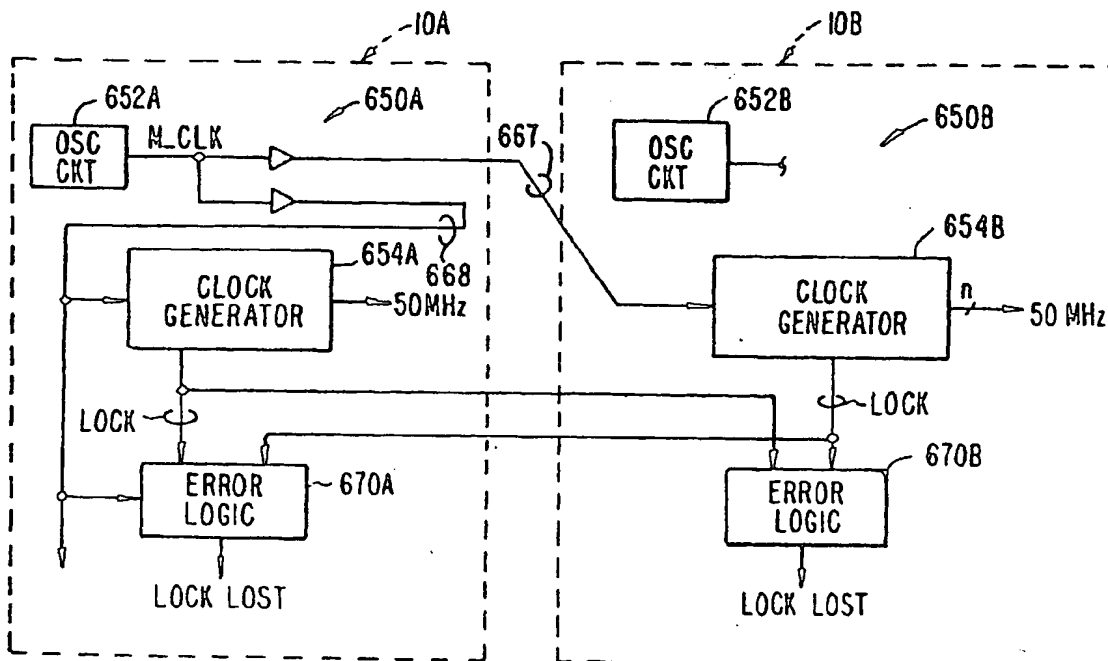 10A
10B
652A
650A
652B
650B
OSC
CKT
M_CLK
667
OSC
CKT
654A
668
654B
CLOCK
GENERATOR
50MHz
CLOCK
GENERATOR
n
50 MHz
LOCK
LOCK
ERROR
LOGIC
670A
670B
ERROR
LOGIC
LOCK LOST
LOCK LOST